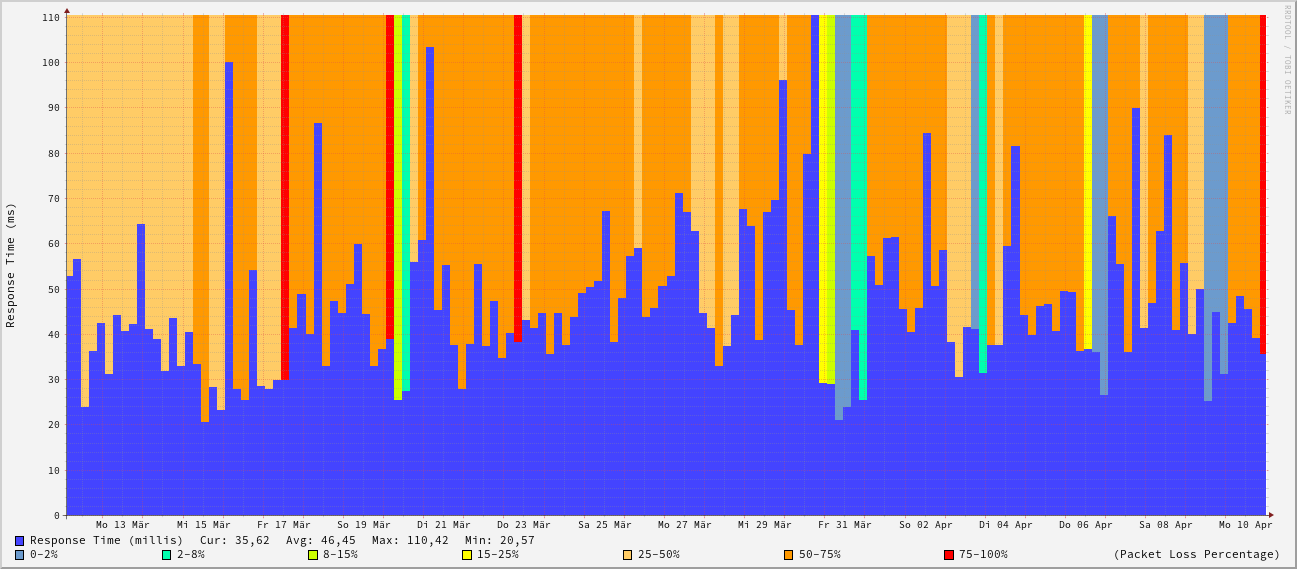 RRDTOOL / TOBI OETIKER
Response Time (ms)
110
100
90
80
70
60
50
40
30
20
10
0
Mo 13 Mär Mi 15 Mär Fr 17 Mär So 19 Mär Di 21 Mär Do 23 Mär Sa 25 Mär Mo 27 Mär Mi 29 Mär Fr 31 Mär So 02 Apr Di 04 Apr Do 06 Apr Sa 08 Apr Mo 10 Apr
Response Time (millis) Cur: 35,62 Avg: 46,45 Max: 110,42 Min: 20,57
0-2% 2-8% 8-15% 15-25% 25-50% 50-75% 75-100% (Packet Loss Percentage)